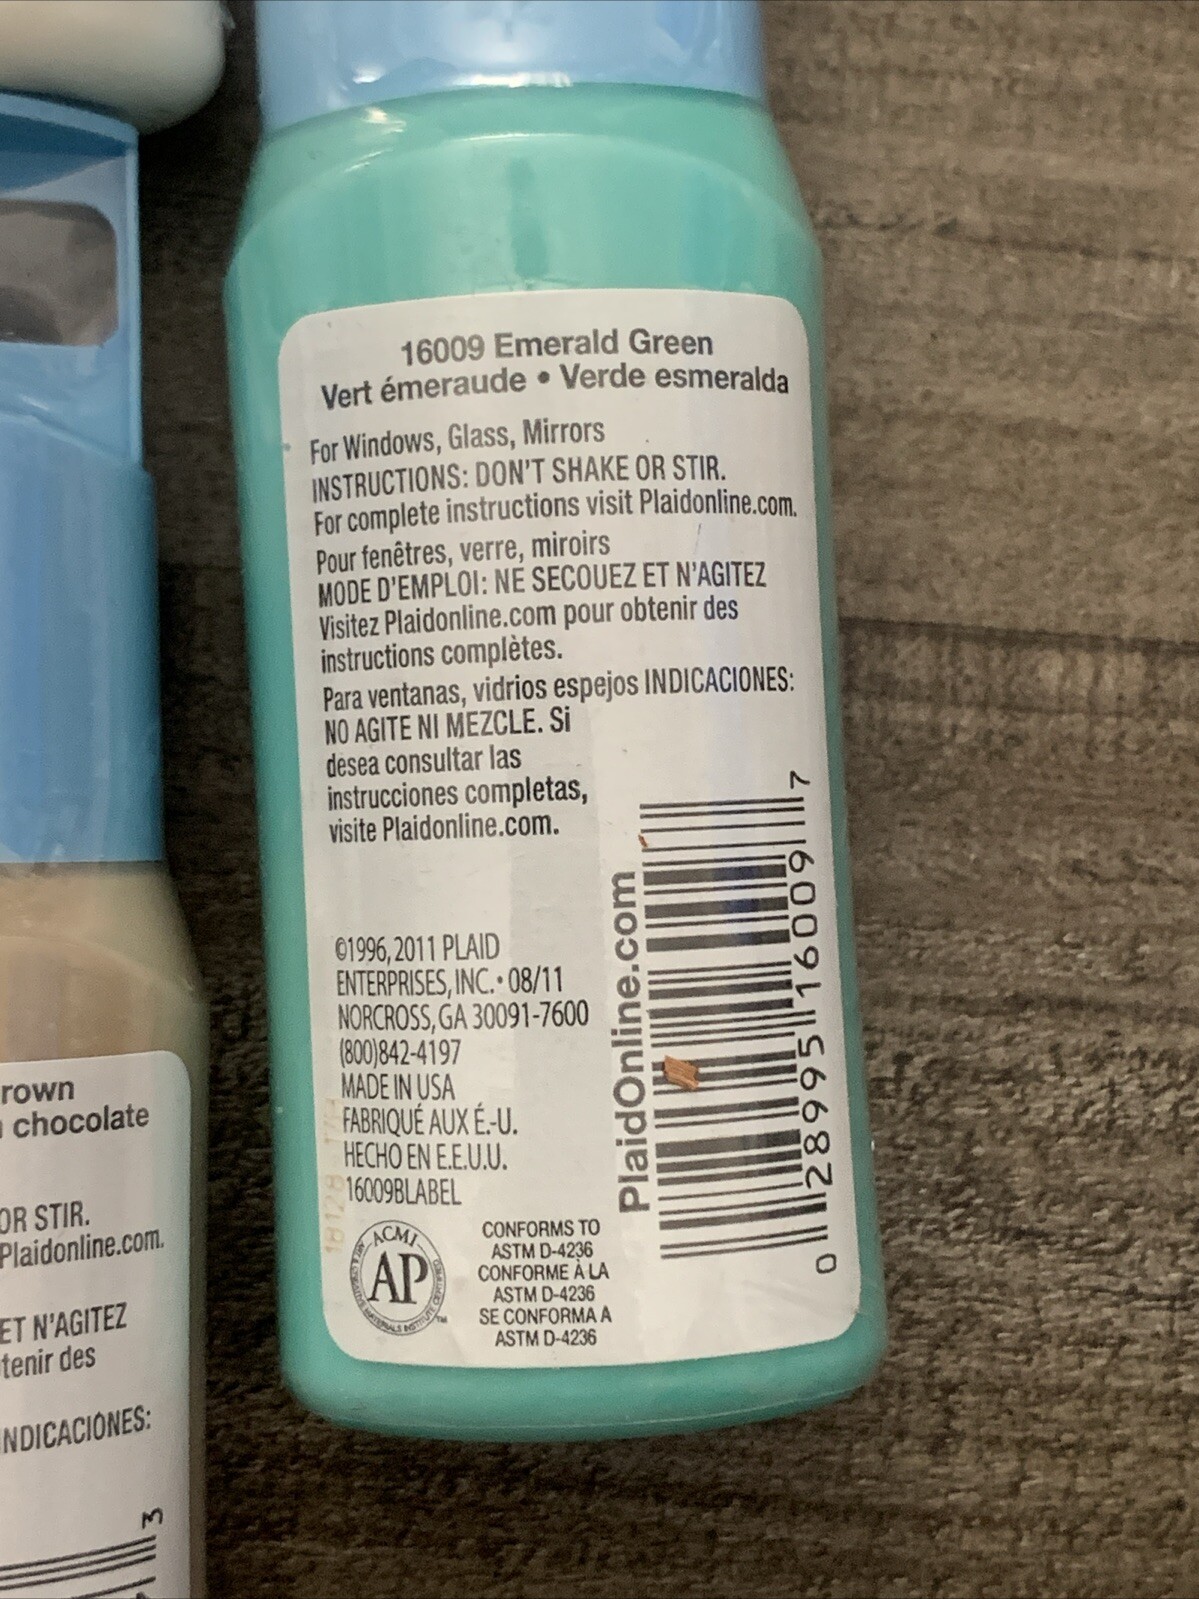 16009 Emerald Green
Vert émeraude • Verde esmeralda
For Windows, Glass, Mirrors
INSTRUCTIONS: DON'T SHAKE OR STIR.
For complete instructions visit Plaidonline.com.
Pour fenêtres, verre, miroirs
MODE D'EMPLOI: NE SECOUEZ ET N'AGITEZ
Visitez Plaidonline.com pour obtenir des
instructions complètes.
Para ventanas, vidrios espejos INDICACIONES:
NO AGITE NI MEZCLE. Si
desea consultar las
instrucciones completas,
visite Plaidonline.com.
©1996, 2011 PLAID
ENTERPRISES, INC. • 08/11
NORCROSS, GA 30091-7600
(800)842-4197
MADE IN USA
FABRIQUÉ AUX É.-U.
HECHO EN E.E.U.U.
16009BLABEL
ACMI
AP
CONFORMS TO
ASTM D-4236
CONFORME À LA
ASTM D-4236
SE CONFORMA A
ASTM D-4236
PlaidOnline.com
0 28995 16009 7
rown
chocolate
OR STIR.
Plaidonline.com.
ET N'AGITEZ
tenir des
INDICACIONES:
3